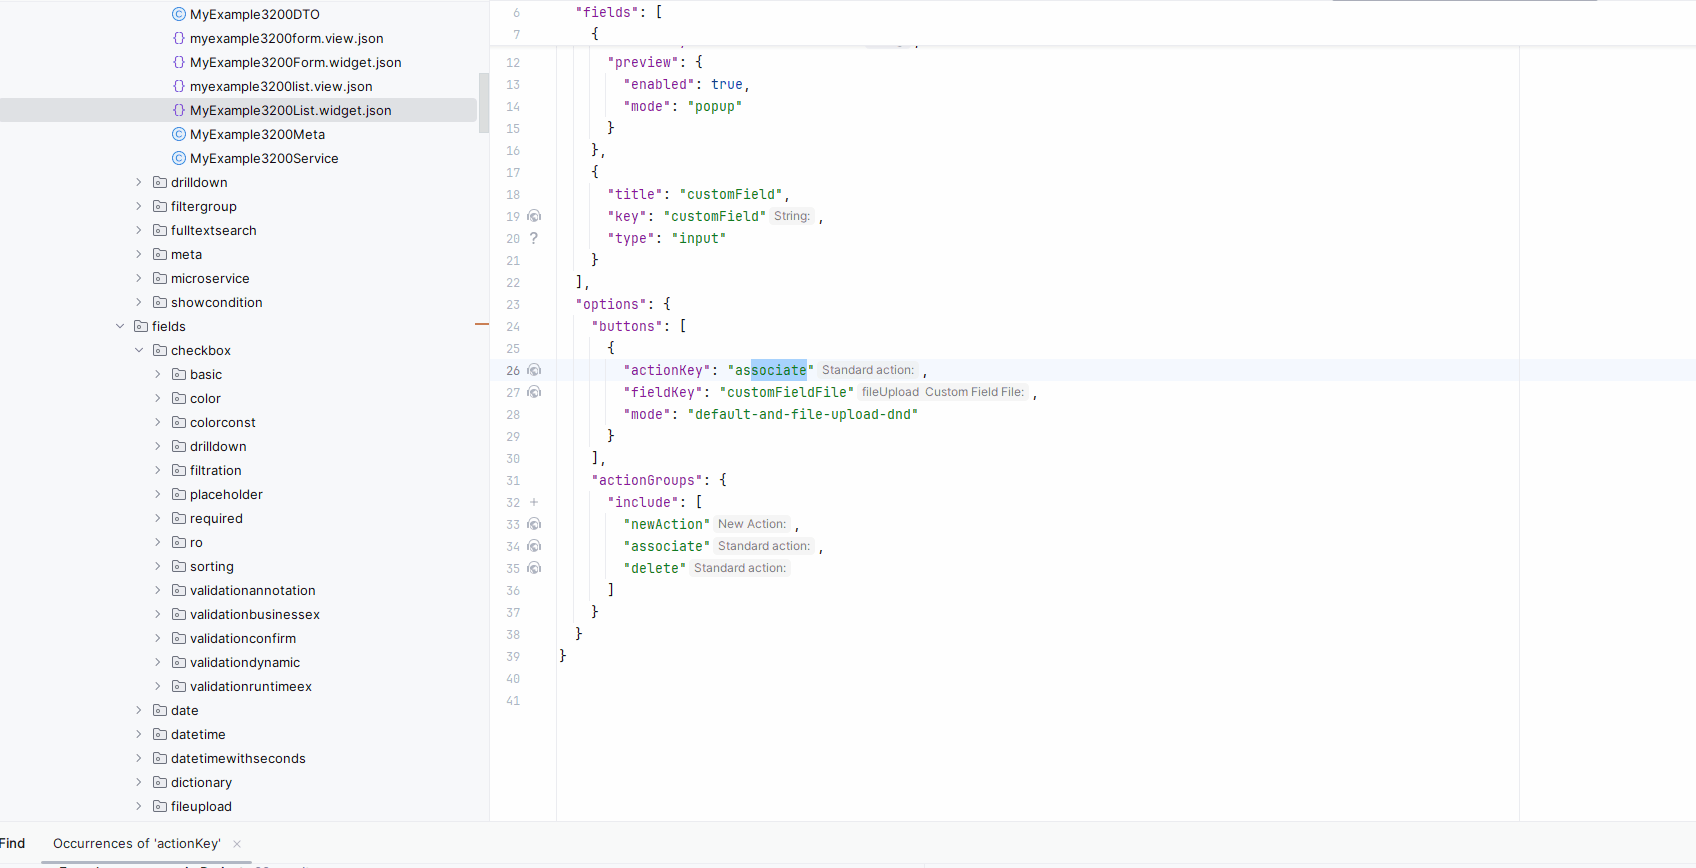 MyExample3200DTO
myexample3200form.view.json
MyExample3200Form.widget.json
myexample3200list.view.json
MyExample3200List.widget.json
MyExample3200Meta
MyExample3200Service
drilldown
filtergroup
fulltextsearch
meta
microservice
showcondition
fields
checkbox
basic
color
colorconst
drilldown
filtration
placeholder
required
ro
sorting
validationannotation
validationbusinessex
validationconfirm
validationdynamic
validationruntimeex
date
datetime
datetimewithseconds
dictionary
fileupload
6 "fields": [
7 {
12 "preview": {
13 "enabled": true,
14 "mode": "popup"
15 }
16 },
17 {
18 "title": "customField",
19 "key": "customField" String: ,
20 ? "type": "input"
21 }
22 ],
23 "options": {
24 "buttons": [
25 {
26 "actionKey": "associate" Standard action: ,
27 "fieldKey": "customFieldFile" fileUpload Custom Field File: ,
28 "mode": "default-and-file-upload-dnd"
29 }
30 ],
31 "actionGroups": {
32 + "include": [
33 "newAction" New Action: ,
34 "associate" Standard action: ,
35 "delete" Standard action:
36 ]
37 }
38 }
39 }
40
41
Find Occurrences of 'actionKey' ×